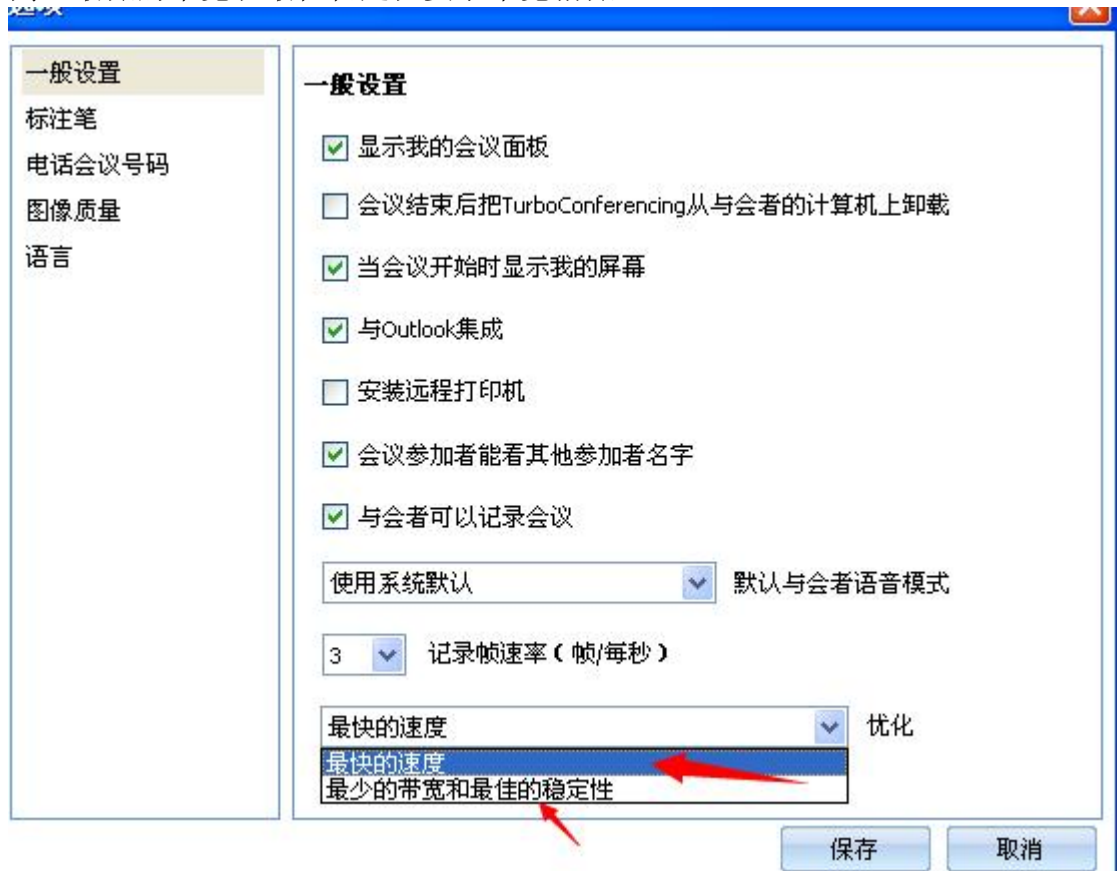 选项
一般设置
标注笔
电话会议号码
图像质量
语言
一般设置
显示我的会议面板
会议结束后把TurboConferencing从与会者的计算机上卸载
当会议开始时显示我的屏幕
与Outlook集成
安装远程打印机
会议参加者能看其他参加者名字
与会者可以记录会议
使用系统默认 默认与会者语音模式
3 记录帧速率(帧/每秒)
最快的速度 优化
最快的速度
最少的带宽和最佳的稳定性
保存 取消